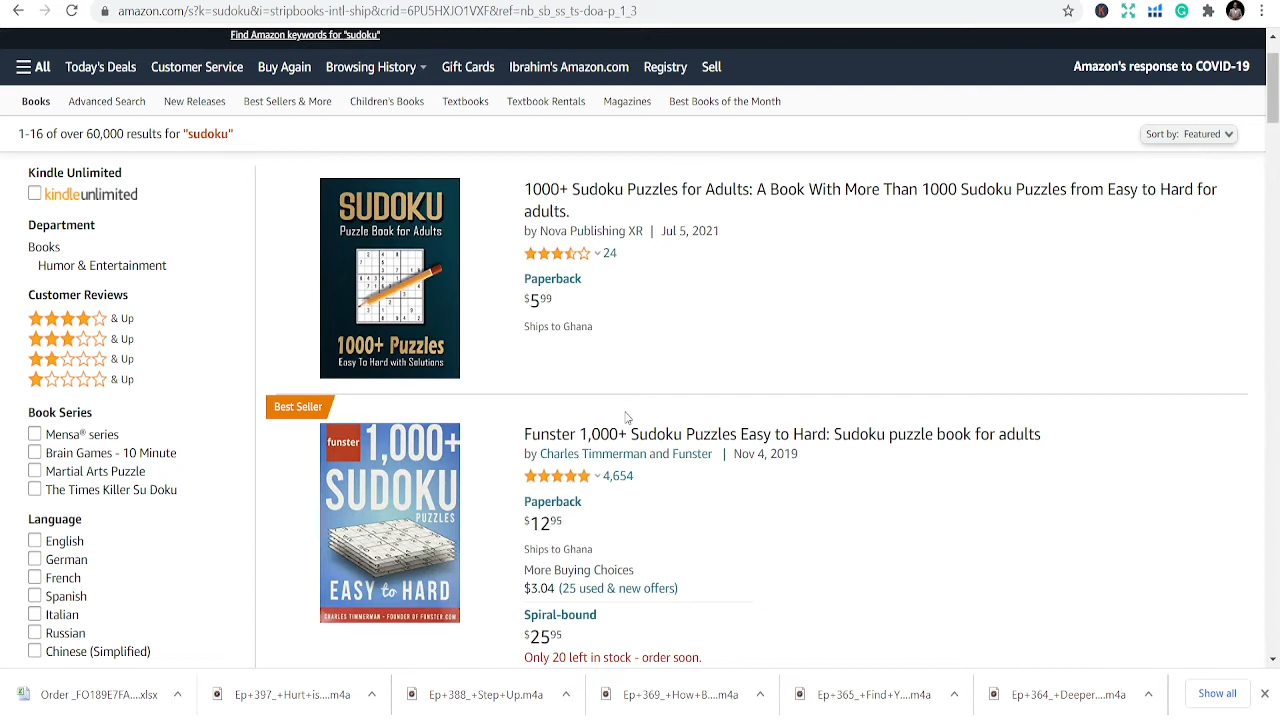 amazon.com/s?k=sudoku&i=stripbooks-intl-ship&crid=6PU5HXJO1VXF&ref=nb_sb_ss_ts-doa-p_1_3
Find Amazon keywords for "sudoku"
All Today's Deals Customer Service Buy Again Browsing History Gift Cards Ibrahim's Amazon.com Registry Sell Amazon's response to COVID-19
Books Advanced Search New Releases Best Sellers & More Children's Books Textbooks Textbook Rentals Magazines Best Books of the Month
1-16 of over 60,000 results for "sudoku" Sort by: Featured
Kindle Unlimited
kindleunlimited
Department
Books
Humor & Entertainment
Customer Reviews
& Up
& Up
& Up
& Up
Book Series
Mensa® series
Brain Games - 10 Minute
Martial Arts Puzzle
The Times Killer Su Doku
Language
English
German
French
Spanish
Italian
Russian
Chinese (Simplified)
SUDOKU
Puzzle Book for Adults
1000+ Puzzles
Easy To Hard with Solutions
1000+ Sudoku Puzzles for Adults: A Book With More Than 1000 Sudoku Puzzles from Easy to Hard for
adults.
by Nova Publishing XR | Jul 5, 2021
24
Paperback
$5 99
Ships to Ghana
Best Seller
funster 1,000+
SUDOKU
PUZZLES
EASY to HARD
CHARLES TIMMERMAN - FOUNDER OF FUNSTER.COM
Funster 1,000+ Sudoku Puzzles Easy to Hard: Sudoku puzzle book for adults
by Charles Timmerman and Funster | Nov 4, 2019
4,654
Paperback
$12 95
Ships to Ghana
More Buying Choices
$3.04 (25 used & new offers)
Spiral-bound
$25 95
Only 20 left in stock - order soon.
Order _FO189E7FA....xlsx Ep+397_+Hurt+is....m4a Ep+388_+Step+Up.m4a Ep+369_+How+B....m4a Ep+365_+Find+Y....m4a Ep+364_+Deeper....m4a Show all